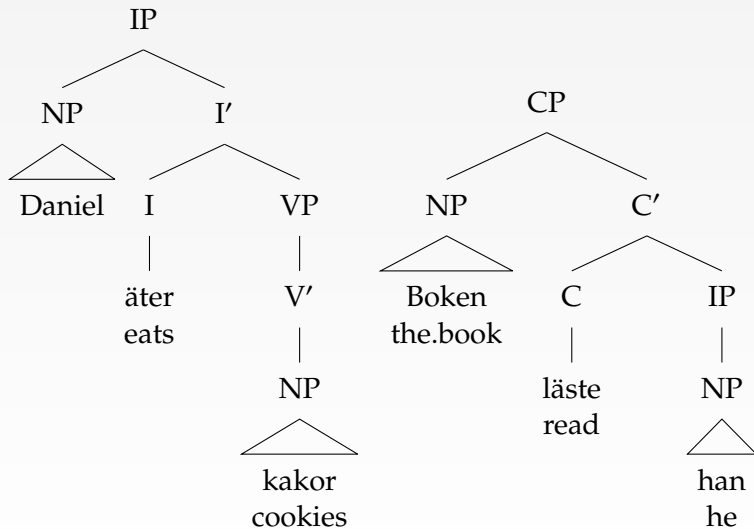 IP
NP I′
CP
Daniel I VP NP C′
äter
eats
V′ Boken
the.book
C IP
NP läste
read
NP
kakor
cookies
han
he